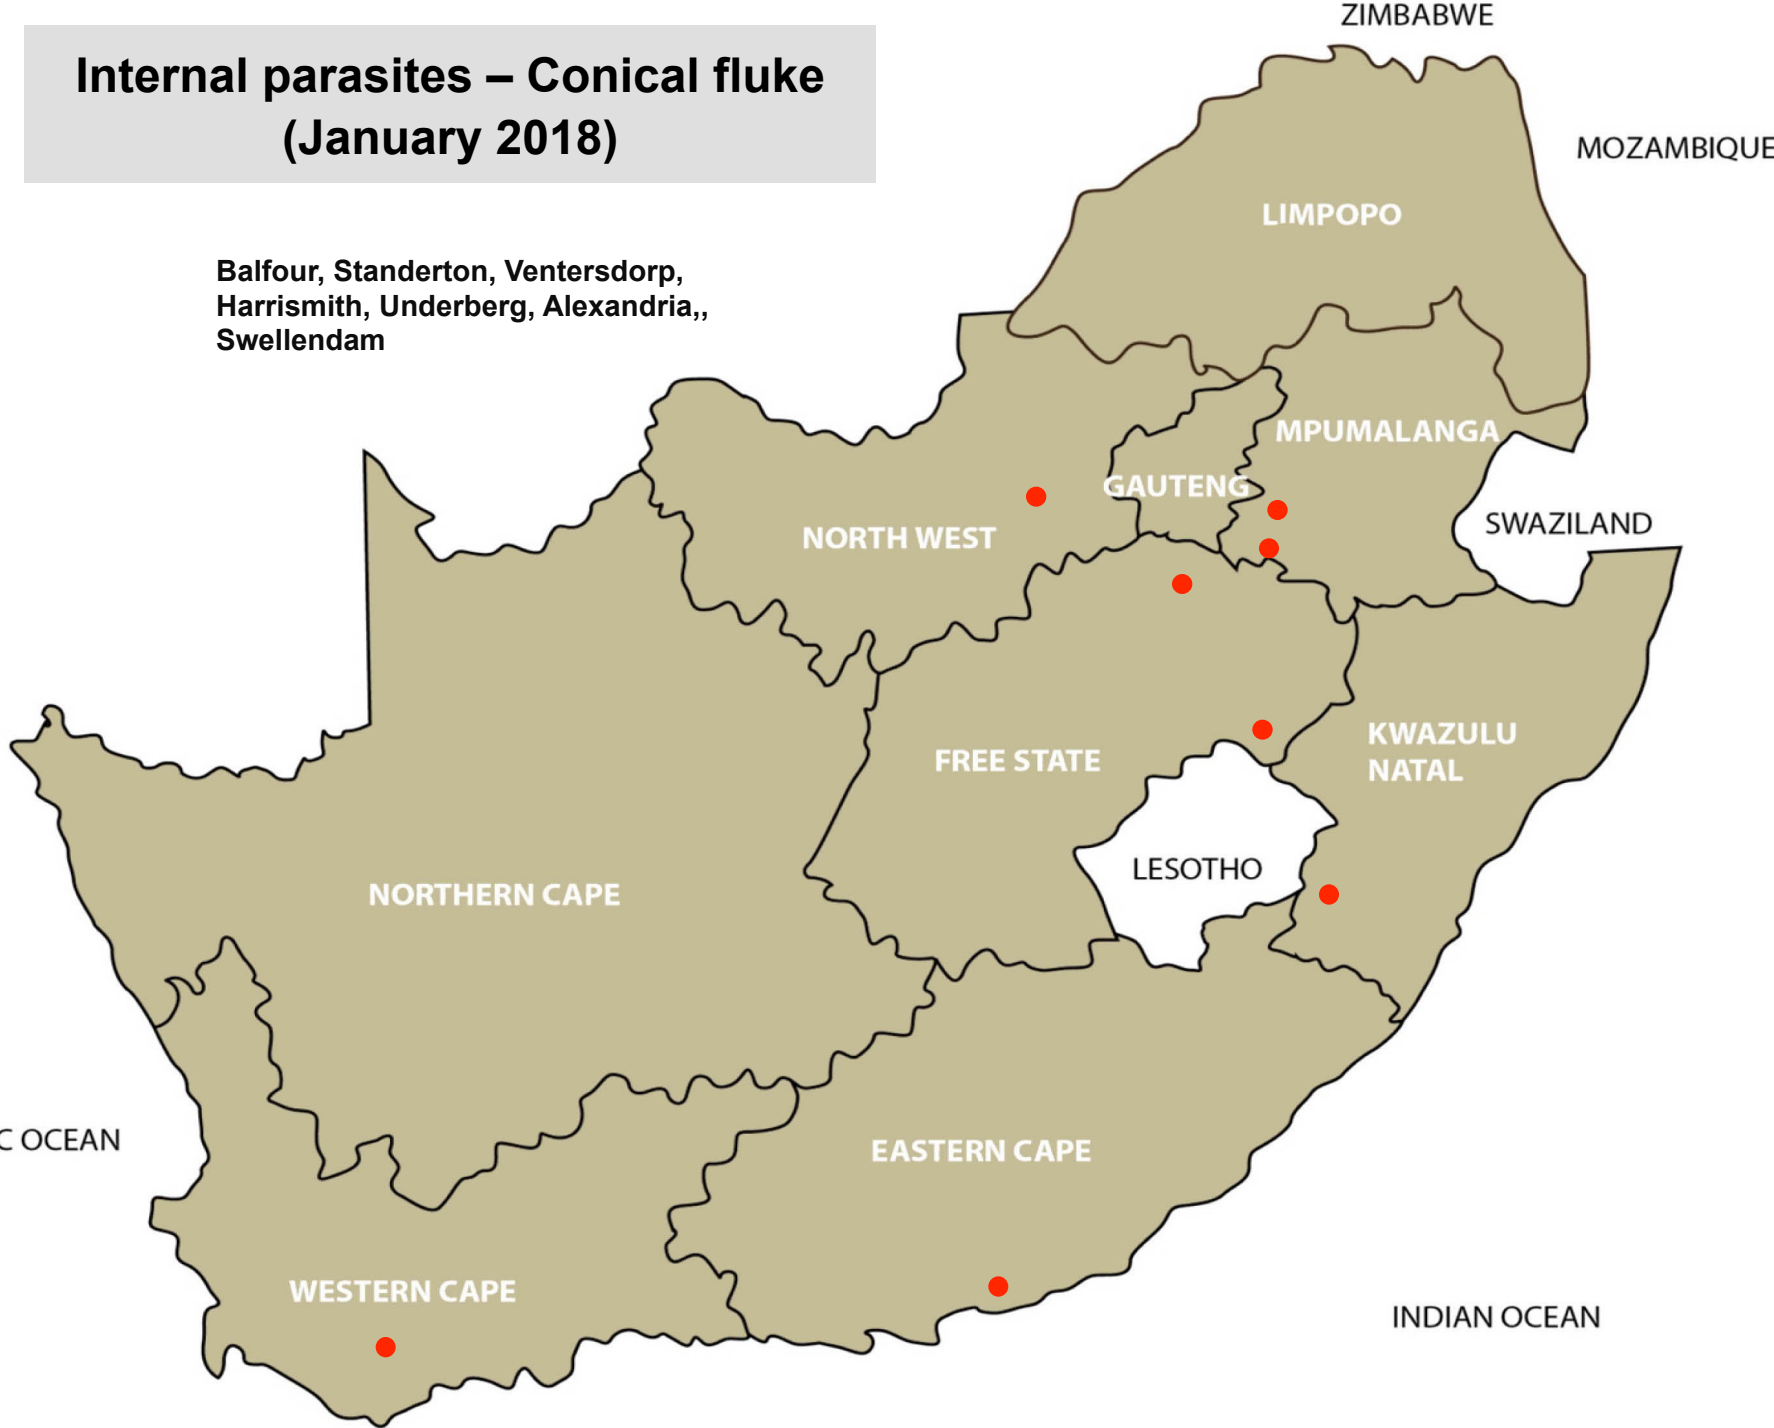 Internal parasites – Conical fluke
(January 2018)
Balfour, Standerton, Ventersdorp,
Harrismith, Underberg, Alexandria,,
Swellendam
ZIMBABWE
MOZAMBIQUE
LIMPOPO
MPUMALANGA
GAUTENG
SWAZILAND
NORTH WEST
KWAZULU
NATAL
FREE STATE
LESOTHO
NORTHERN CAPE
C OCEAN
EASTERN CAPE
WESTERN CAPE
INDIAN OCEAN